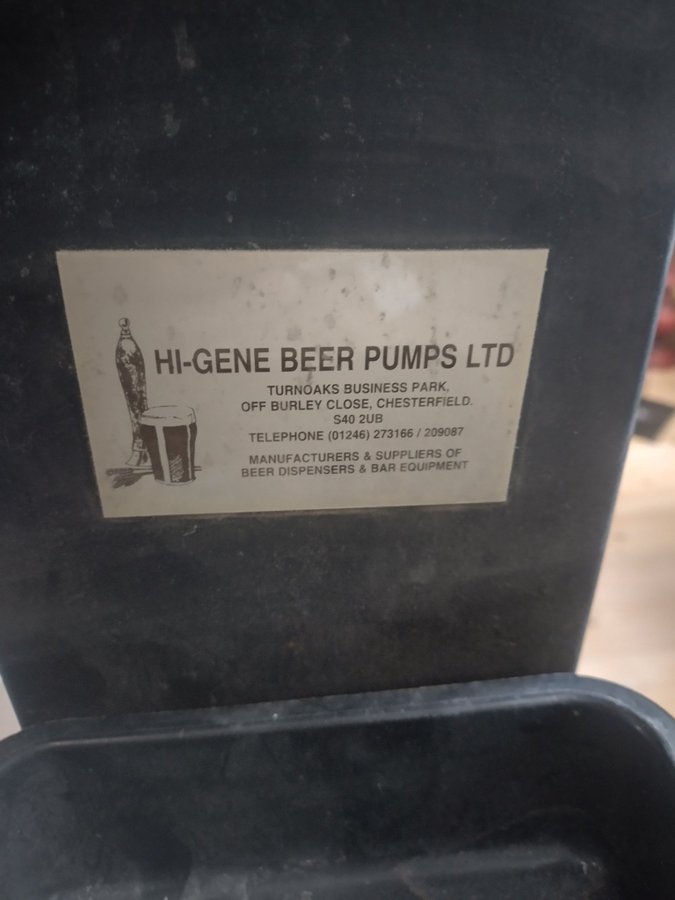 HI-GENE BEER PUMPS LTD
TURNOAKS BUSINESS PARK,
OFF BURLEY CLOSE, CHESTERFIELD.
S40 2UB
TELEPHONE (01246) 273166 / 209087
MANUFACTURERS & SUPPLIERS OF
BEER DISPENSERS & BAR EQUIPMENT